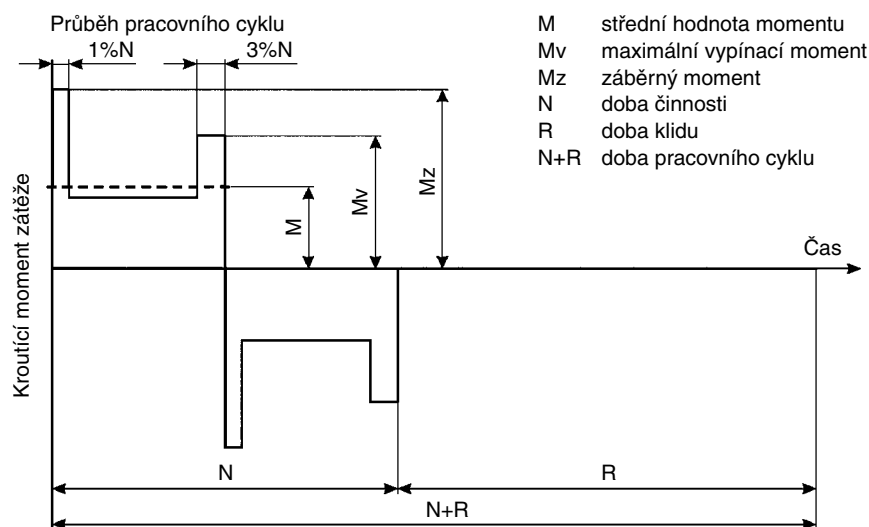 Průběh pracovního cyklu
1%N
3%N
M střední hodnota momentu
Mv maximální vypínací moment
Mz záběrný moment
N doba činnosti
R doba klidu
N+R doba pracovního cyklu
Kroutící moment zátěže
M
Mv
Mz
Čas
N
R
N+R